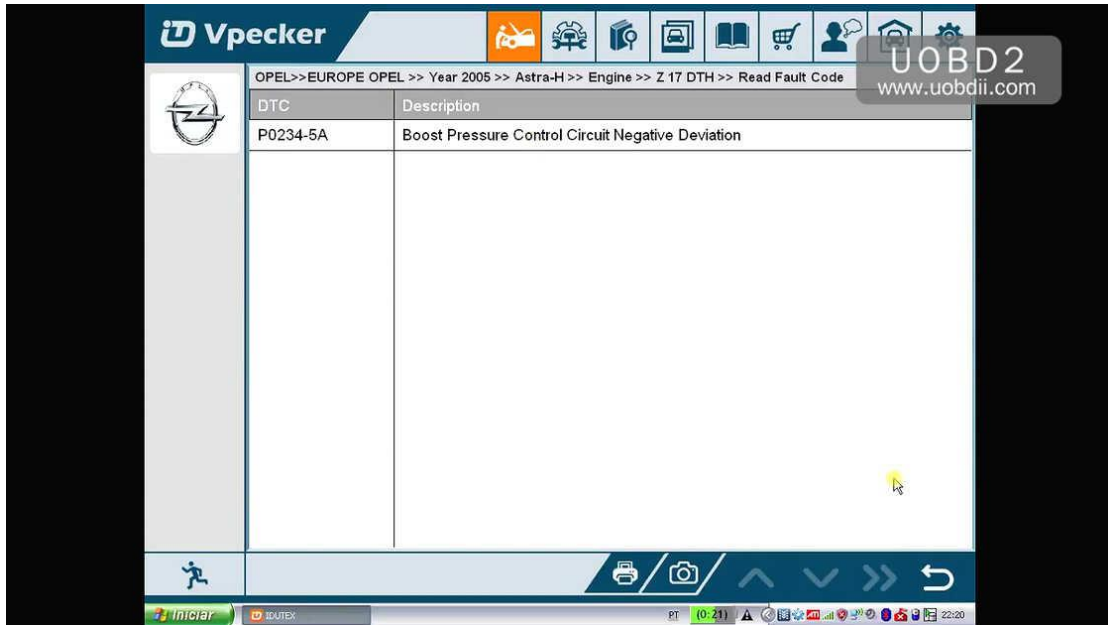 Vpecker
UOBD2
www.uobdii.com
OPEL>>EUROPE OPEL >> Year 2005 >> Astra-H >> Engine >> Z 17 DTH >> Read Fault Code
DTC Description
P0234-5A Boost Pressure Control Circuit Negative Deviation
Iniciar IDUTEX PT (0:21) 22:20